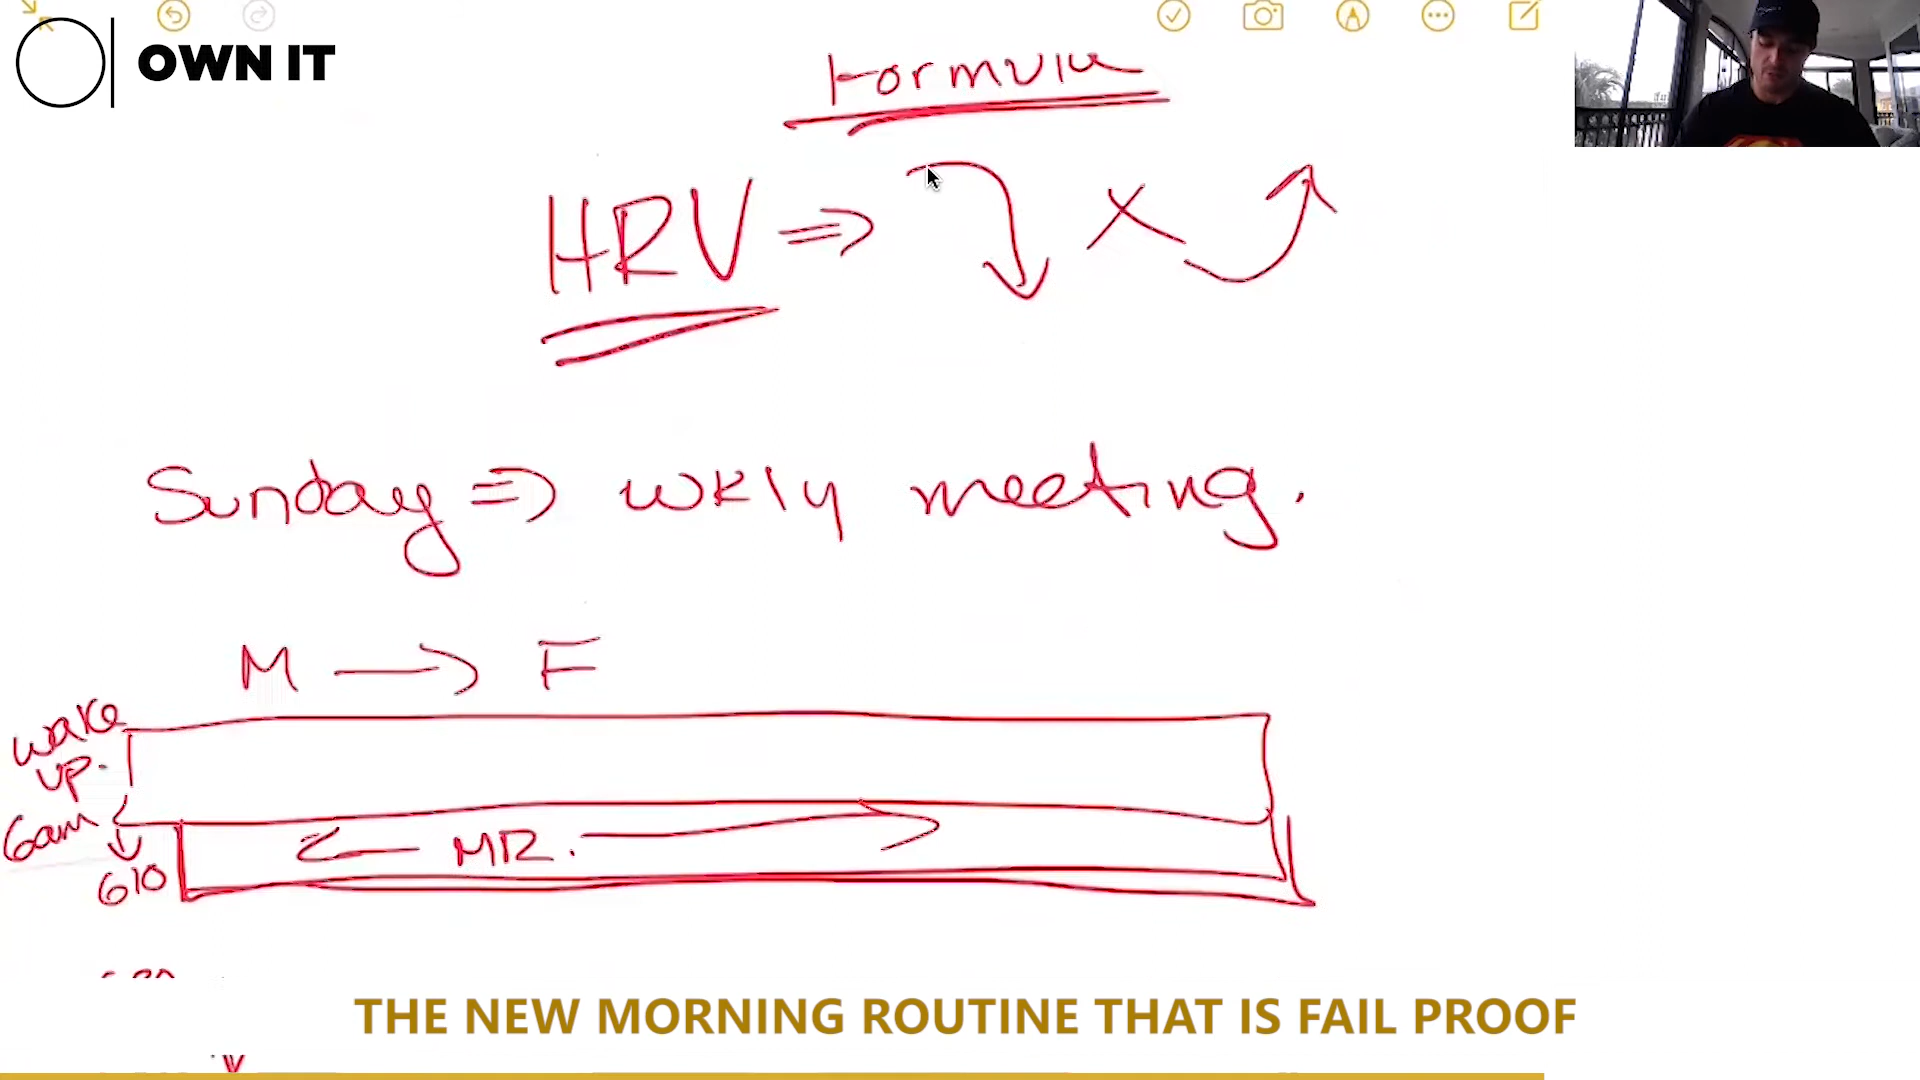 OWN IT
Formula
HRV => X
Sunday => wkly meeting.
M → F
wake
up.
6am
← MR. →
610
THE NEW MORNING ROUTINE THAT IS FAIL PROOF